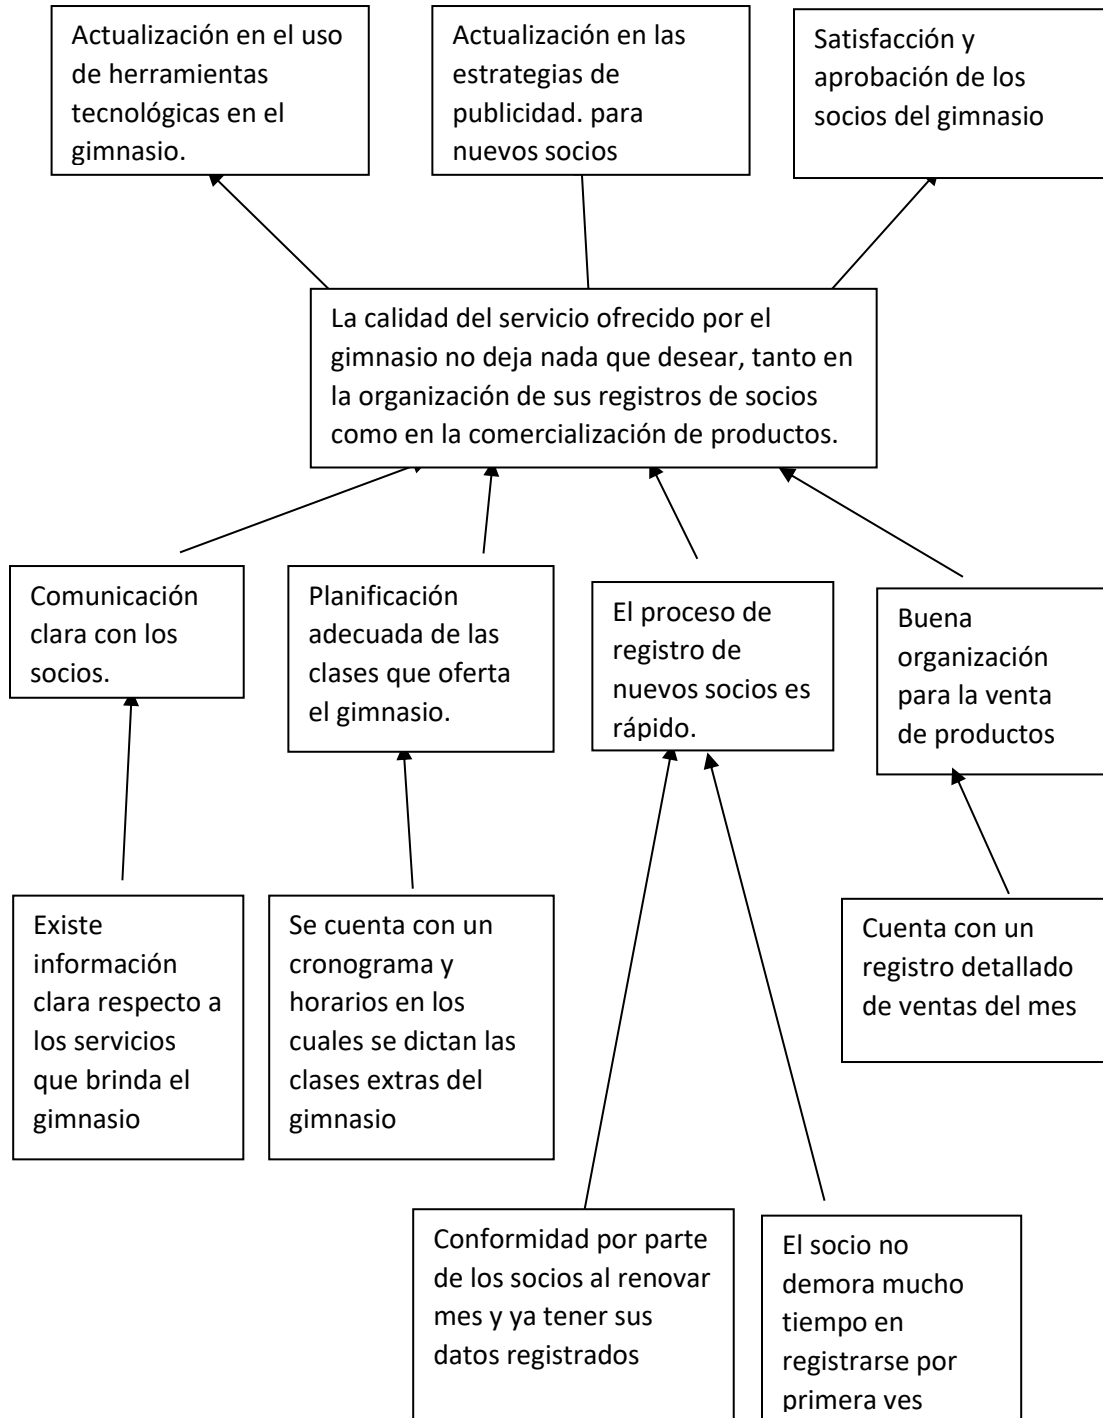 Actualización en el uso
de herramientas
tecnológicas en el
gimnasio.
Actualización en las
estrategias de
publicidad. para
nuevos socios
Satisfacción y
aprobación de los
socios del gimnasio
La calidad del servicio ofrecido por el
gimnasio no deja nada que desear, tanto en
la organización de sus registros de socios
como en la comercialización de productos.
Comunicación
clara con los
socios.
Planificación
adecuada de las
clases que oferta
el gimnasio.
El proceso de
registro de
nuevos socios es
rápido.
Buena
organización
para la venta
de productos
Existe
información
clara respecto a
los servicios
que brinda el
gimnasio
Se cuenta con un
cronograma y
horarios en los
cuales se dictan las
clases extras del
gimnasio
Cuenta con un
registro detallado
de ventas del mes
Conformidad por parte
de los socios al renovar
mes y ya tener sus
datos registrados
El socio no
demora mucho
tiempo en
registrarse por
primera ves